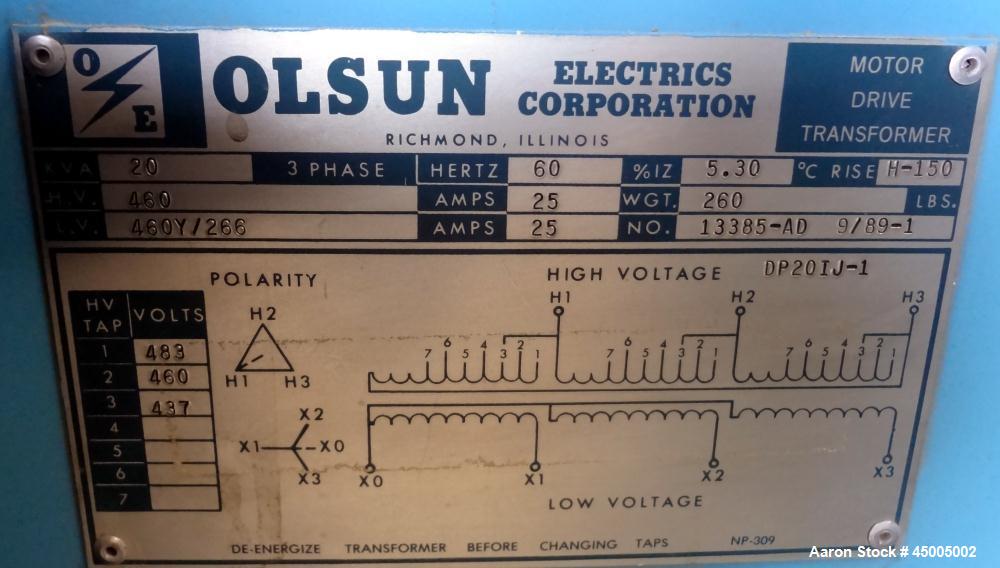 O E
OLSUN ELECTRICS CORPORATION
RICHMOND, ILLINOIS
MOTOR
DRIVE
TRANSFORMER
KVA 20 3 PHASE HERTZ 60 %IZ 5.30 °C RISE H-150
H.V. 460 AMPS 25 WGT. 260 LBS.
L.V. 460Y/266 AMPS 25 NO. 13385-AD 9/89-1
POLARITY
HIGH VOLTAGE DP20IJ-1
HV TAP VOLTS
1 483
2 460
3 437
4
5
6
7
H2
H1 H3
X2
X1 X0
X3
H1 H2 H3
7 6 5 4 3 2 1 7 6 5 4 3 2 1 7 6 5 4 3 2 1
X0 X1 X2 X3
LOW VOLTAGE
DE-ENERGIZE TRANSFORMER BEFORE CHANGING TAPS NP-309
Aaron Stock # 45005002